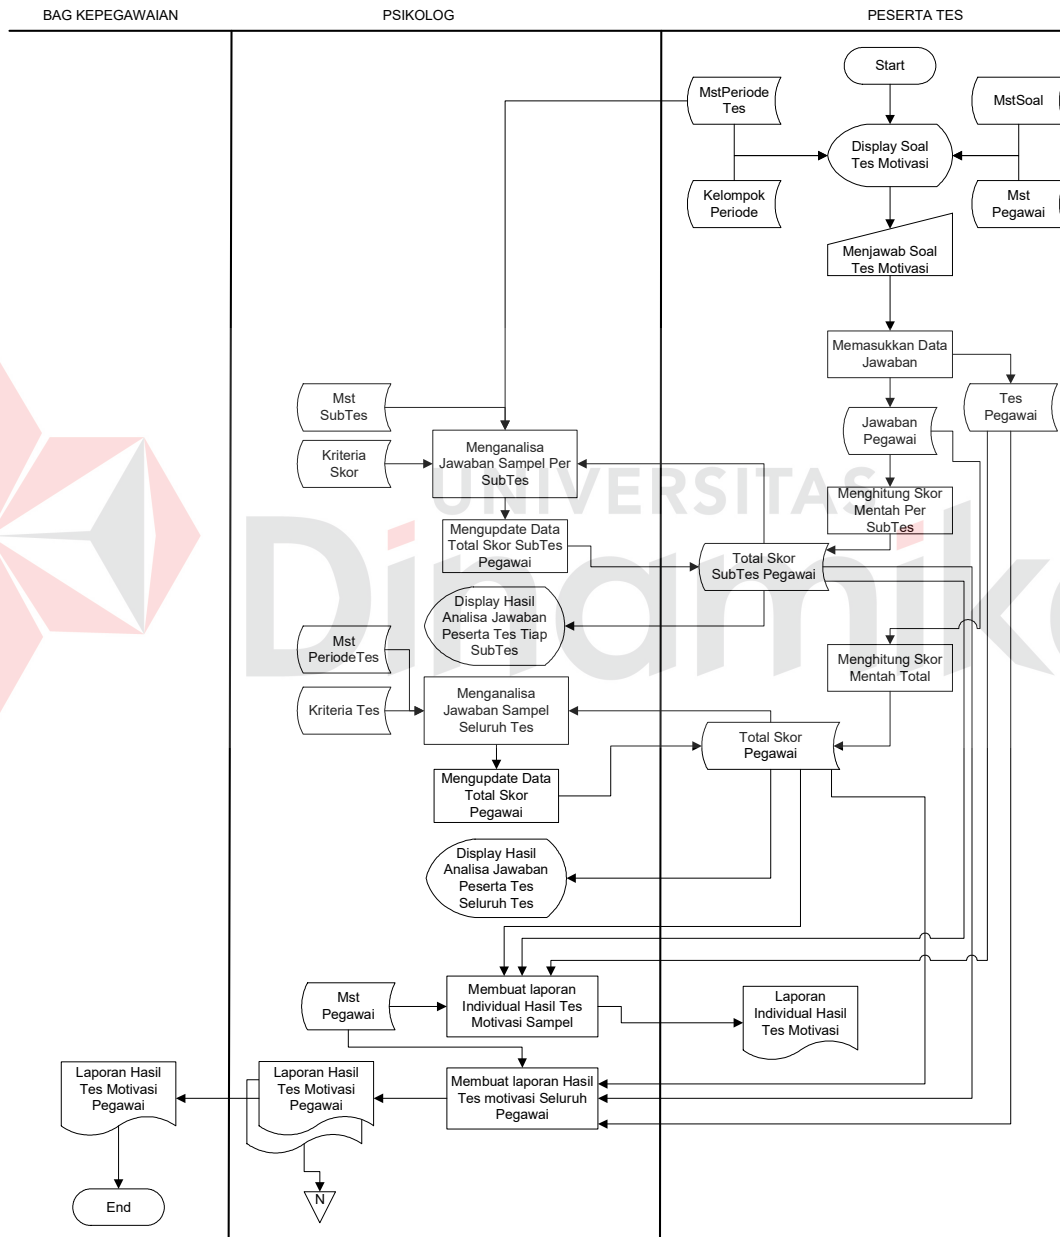 BAG KEPEGAWAIAN
PSIKOLOG
PESERTA TES
Start
MstPeriode
Tes
MstSoal
Display Soal
Tes Motivasi
Kelompok
Periode
Mst
Pegawai
Menjawab Soal
Tes Motivasi
Memasukkan Data
Jawaban
Mst
SubTes
Tes
Pegawai
Jawaban
Pegawai
Kriteria
Skor
Menganalisa
Jawaban Sampel Per
SubTes
UNIVERSITAS
Dinamika
Menghitung Skor
Mentah Per
SubTes
Mengupdate Data
Total Skor SubTes
Pegawai
Total Skor
SubTes Pegawai
Display Hasil
Analisa Jawaban
Peserta Tes Tiap
SubTes
Mst
PeriodeTes
Menghitung Skor
Mentah Total
Kriteria Tes
Menganalisa
Jawaban Sampel
Seluruh Tes
Total Skor
Pegawai
Mengupdate Data
Total Skor
Pegawai
Display Hasil
Analisa Jawaban
Peserta Tes
Seluruh Tes
Mst
Pegawai
Membuat laporan
Individual Hasil Tes
Motivasi Sampel
Laporan
Individual Hasil
Tes Motivasi
Laporan Hasil
Tes Motivasi
Pegawai
Laporan Hasil
Tes Motivasi
Pegawai
Membuat laporan Hasil
Tes motivasi Seluruh
Pegawai
End
N